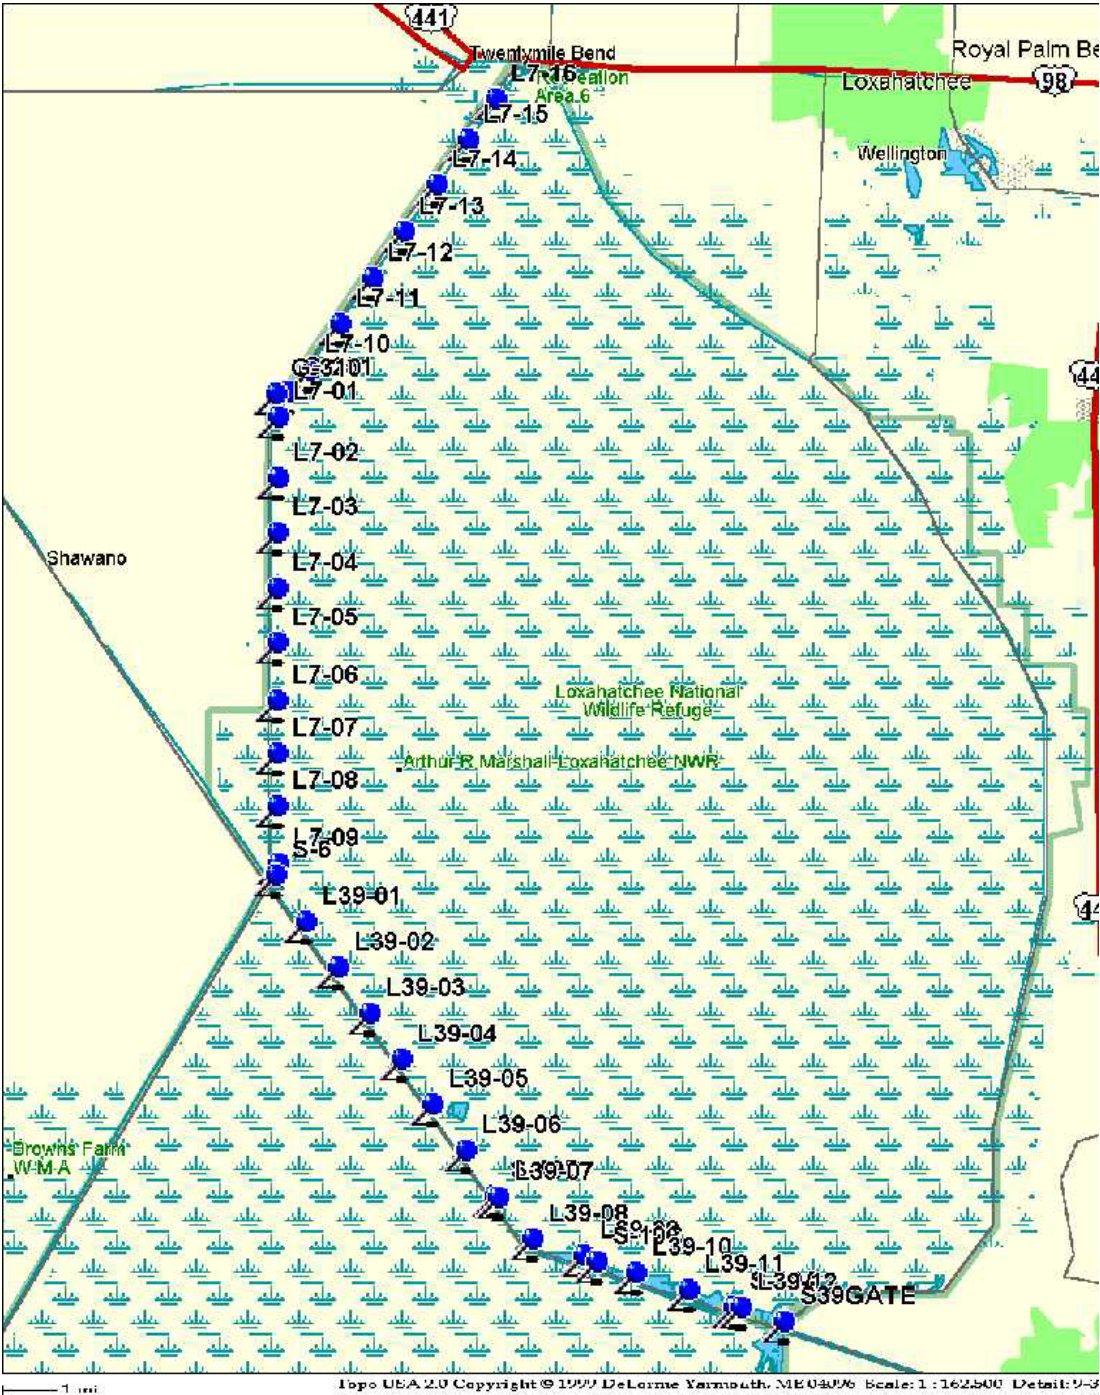 441
Twentymile Bend
Royal Palm Be
L7-16
Recreation
Area 6
Loxahatchee
98
L7-15
Wellington
L7-14
L7-13
L7-12
L7-11
L7-10
44
L7-01
L7-02
L7-03
Shawano
L7-04
L7-05
L7-06
Loxahatchee National
Wildlife Refuge
L7-07
Arthur R Marshall-Loxahatchee NWR
L7-08
L7-09
S-6
L39-01
44
L39-02
L39-03
L39-04
L39-05
L39-06
Browns Farm
W-M-A
L39-07
L39-08
L39-10
L39-11
L39-12
S39GATE
1 mi
Topo USA 2.0 Copyright © 1999 DeLorme Yarmouth, ME 04096 Scale: 1 : 162,500 Detail: 9-3